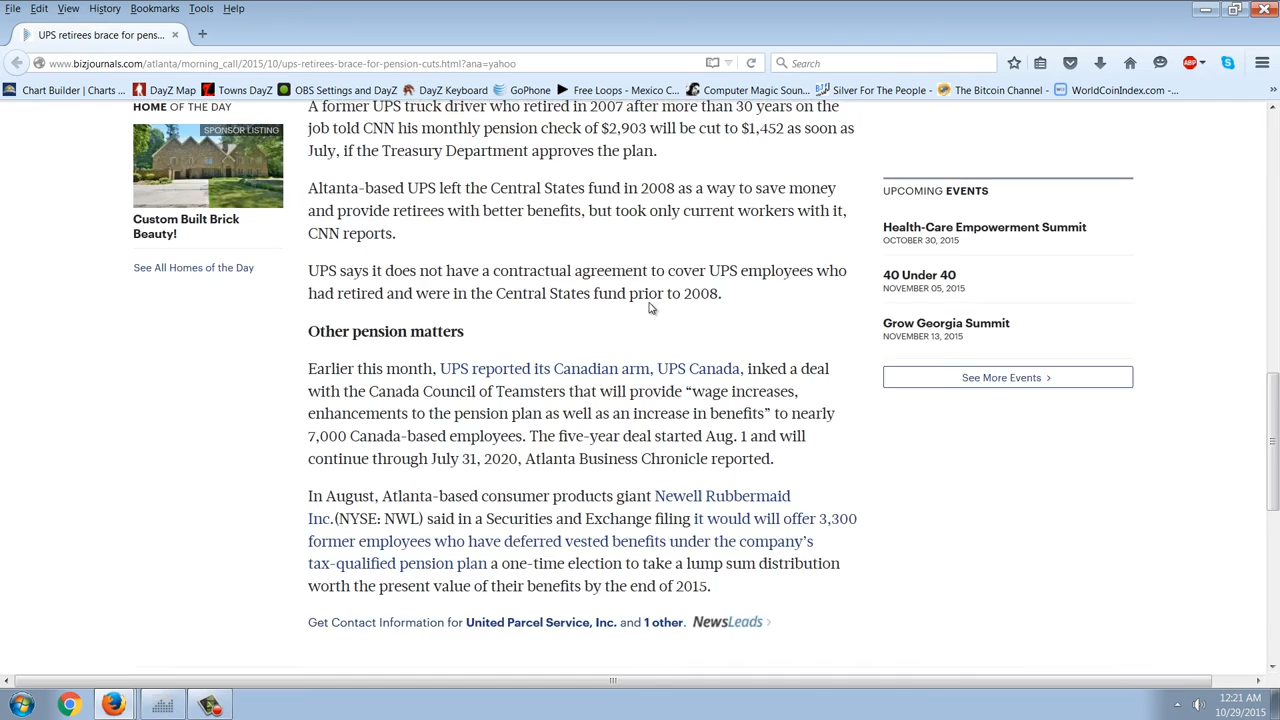 File Edit View History Bookmarks Tools Help
UPS retirees brace for pens...
www.bizjournals.com/atlanta/morning_call/2015/10/ups-retirees-brace-for-pension-cuts.html?ana=yahoo
Search
ABP
Chart Builder | Charts ... DayZ Map Towns DayZ OBS Settings and DayZ DayZ Keyboard GoPhone Free Loops - Mexico C... Computer Magic Soun... Silver For The People - ... The Bitcoin Channel - ... WorldCoinIndex.com -...
HOME OF THE DAY
SPONSOR LISTING
Custom Built Brick
Beauty!
See All Homes of the Day
A former UPS truck driver who retired in 2007 after more than 30 years on the
job told CNN his monthly pension check of $2,903 will be cut to $1,452 as soon as
July, if the Treasury Department approves the plan.
Altanta-based UPS left the Central States fund in 2008 as a way to save money
and provide retirees with better benefits, but took only current workers with it,
CNN reports.
UPS says it does not have a contractual agreement to cover UPS employees who
had retired and were in the Central States fund prior to 2008.
Other pension matters
Earlier this month, UPS reported its Canadian arm, UPS Canada, inked a deal
with the Canada Council of Teamsters that will provide “wage increases,
enhancements to the pension plan as well as an increase in benefits” to nearly
7,000 Canada-based employees. The five-year deal started Aug. 1 and will
continue through July 31, 2020, Atlanta Business Chronicle reported.
In August, Atlanta-based consumer products giant Newell Rubbermaid
Inc.(NYSE: NWL) said in a Securities and Exchange filing it would will offer 3,300
former employees who have deferred vested benefits under the company’s
tax-qualified pension plan a one-time election to take a lump sum distribution
worth the present value of their benefits by the end of 2015.
Get Contact Information for United Parcel Service, Inc. and 1 other. NewsLeads
UPCOMING EVENTS
Health-Care Empowerment Summit
OCTOBER 30, 2015
40 Under 40
NOVEMBER 05, 2015
Grow Georgia Summit
NOVEMBER 13, 2015
See More Events
12:21 AM
10/29/2015